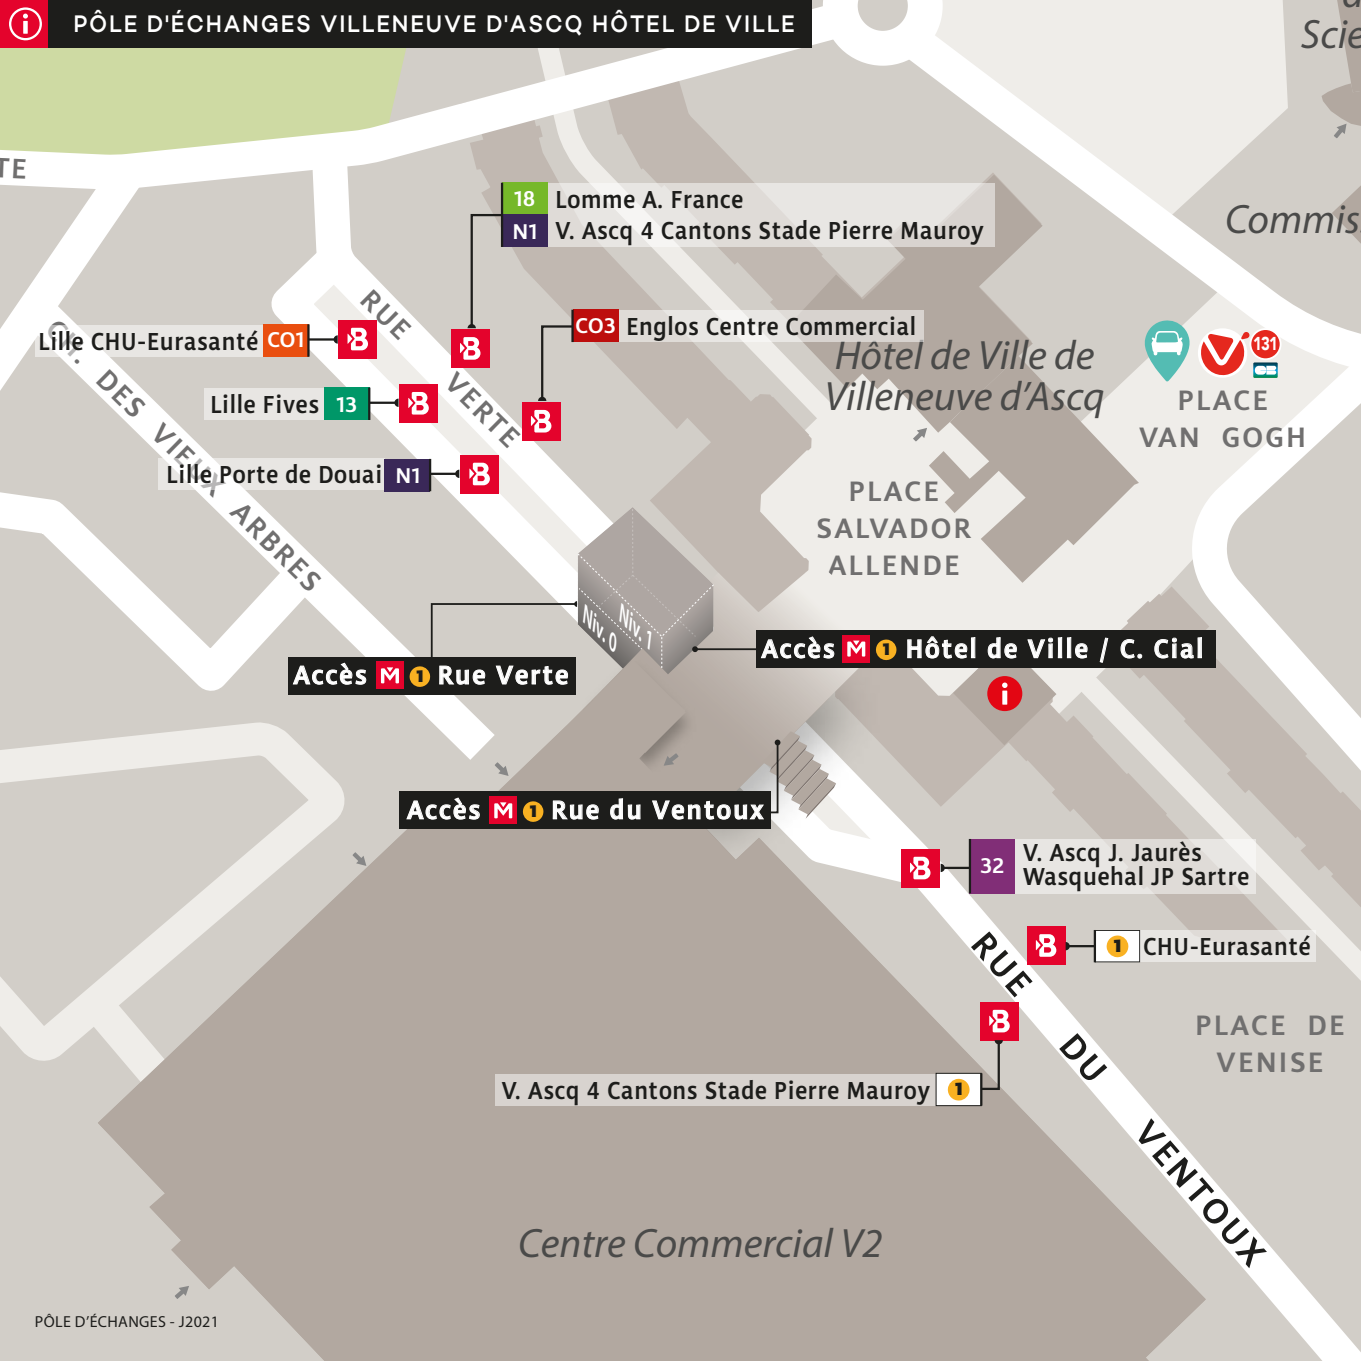 i PÔLE D'ÉCHANGES VILLENEUVE D'ASCQ HÔTEL DE VILLE
Scie
TE
18 Lomme A. France
N1 V. Ascq 4 Cantons Stade Pierre Mauroy
Commis
RUE VERTE
CO3 Englos Centre Commercial
Lille CHU-Eurasanté CO1
B
B
Hôtel de Ville de
Villeneuve d'Ascq
V 131
CB
PLACE
VAN GOGH
CH. DES VIEUX ARBRES
Lille Fives 13
B
B
Lille Porte de Douai N1
B
PLACE
SALVADOR
ALLENDE
Niv. 0
Niv. 1
Accès M 1 Hôtel de Ville / C. Cial
i
Accès M 1 Rue Verte
Accès M 1 Rue du Ventoux
B
32
V. Ascq J. Jaurès
Wasquehal JP Sartre
B
1 CHU-Eurasanté
RUE DU VENTOUX
B
PLACE DE
VENISE
V. Ascq 4 Cantons Stade Pierre Mauroy 1
Centre Commercial V2
PÔLE D'ÉCHANGES - J2021